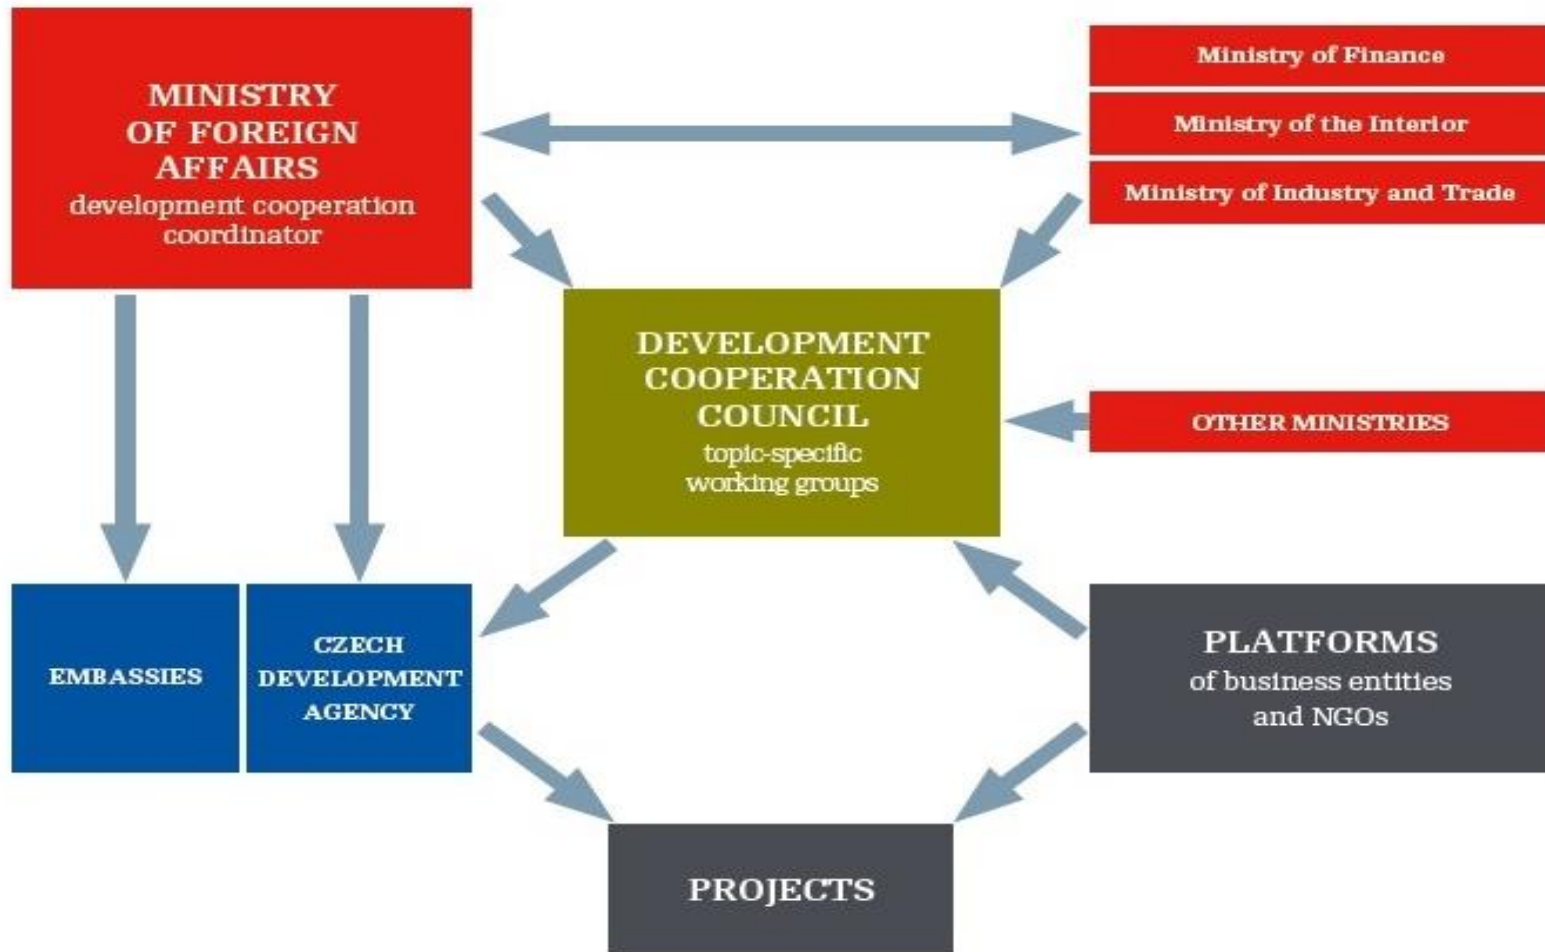 MINISTRY
OF FOREIGN
AFFAIRS
development cooperation
coordinator
Ministry of Finance
Ministry of the Interior
Ministry of Industry and Trade
DEVELOPMENT
COOPERATION
COUNCIL
topic-specific
working groups
OTHER MINISTRIES
EMBASSIES
CZECH
DEVELOPMENT
AGENCY
PLATFORMS
of business entities
and NGOs
PROJECTS